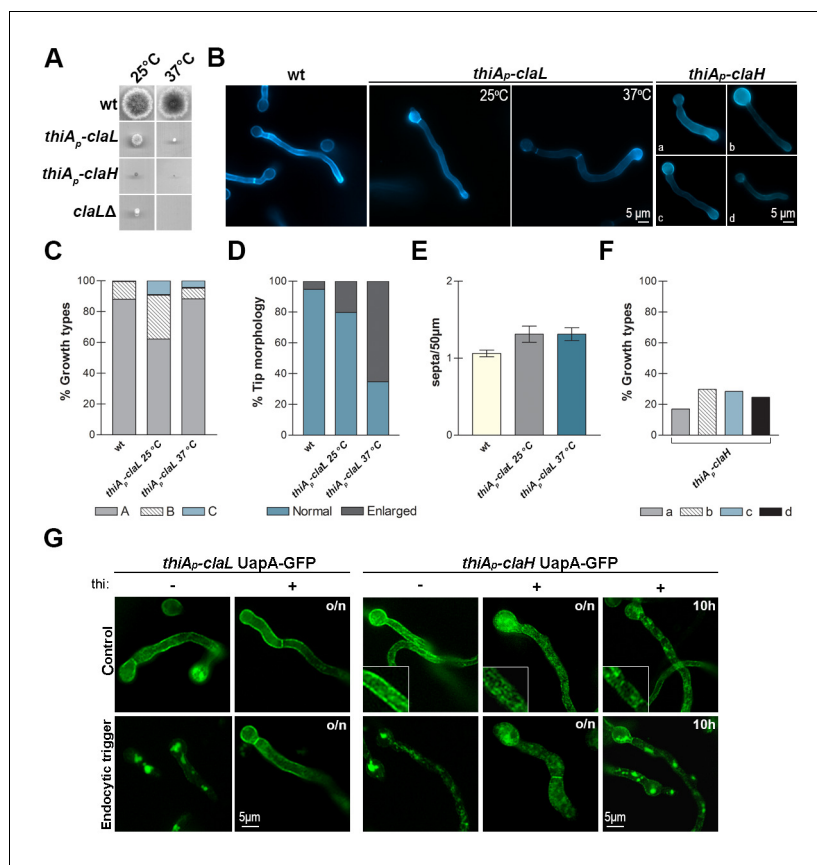 A
25°C 37°C
wt
thiAp-claL
thiAp-claH
claLΔ
B
wt
thiAp-claL
thiAp-claH
25ºC
37ºC
5 µm
a
b
c
d
5 µm
C
% Growth types
100
80
60
40
20
0
wt
thiAp-claL 25 °C
thiAp-claL 37 °C
A B C
D
% Tip morphology
100
80
60
40
20
0
wt
thiAp-claL 25 °C
thiAp-claL 37 °C
Normal Enlarged
E
septa/50µm
2
1
0
wt
thiAp-claL 25°C
thiAp-claL 37 °C
F
% Growth types
100
80
60
40
20
0
thiAp-claH
a b c d
G
thiAp-claL UapA-GFP
thiAp-claH UapA-GFP
thi: - + - + +
Control
o/n
o/n
10h
Endocytic trigger
o/n
o/n
10h
5µm
5µm